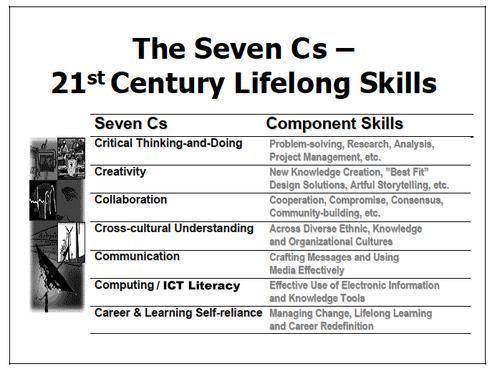 The Seven Cs –
21st Century Lifelong Skills
Seven Cs Component Skills
Critical Thinking-and-Doing Problem-solving, Research, Analysis,
Project Management, etc.
Creativity New Knowledge Creation, ”Best Fit”
Design Solutions, Artful Storytelling, etc.
Collaboration Cooperation, Compromise, Consensus,
Community-building, etc.
Cross-cultural Understanding Across Diverse Ethnic, Knowledge
and Organizational Cultures
Communication Crafting Messages and Using
Media Effectively
Computing / ICT Literacy Effective Use of Electronic Information
and Knowledge Tools
Career & Learning Self-reliance Managing Change, Lifelong Learning
and Career Redefinition